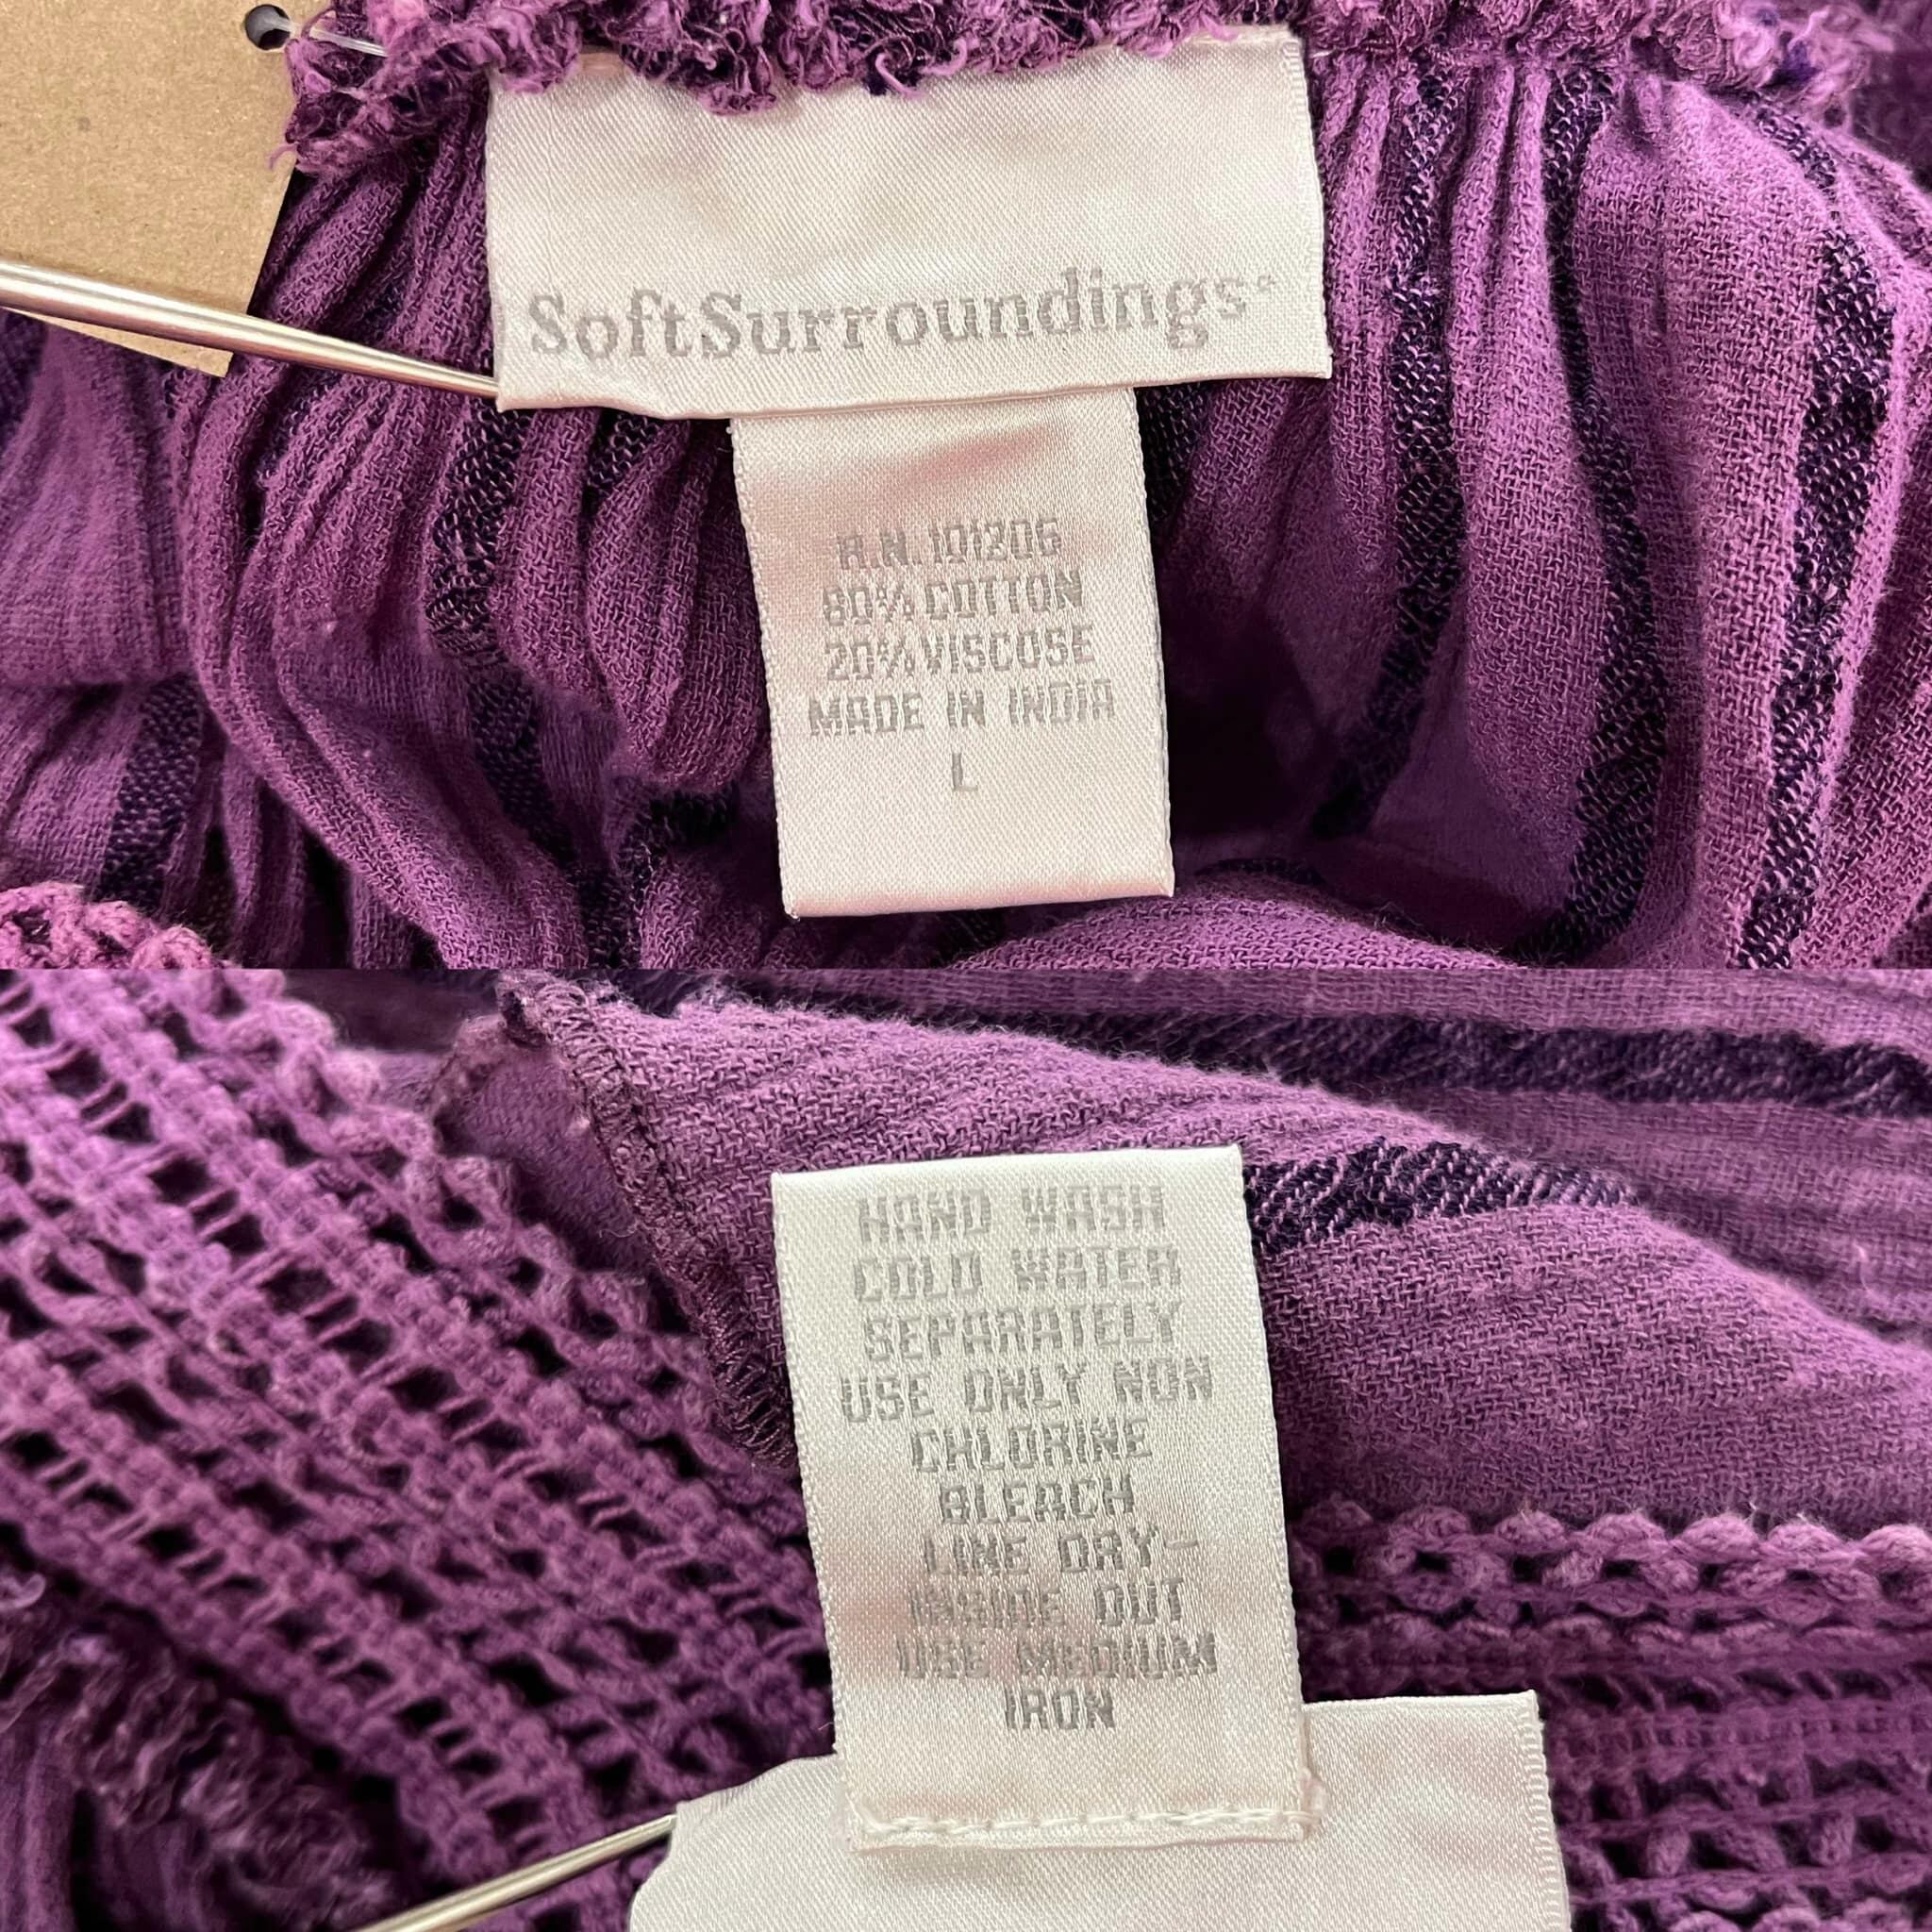 SoftSurroundings®
R.N. 101206
80% COTTON
20% VISCOSE
MADE IN INDIA
L
HAND WASH
COLD WATER
SEPARATELY
USE ONLY NON
CHLORINE
BLEACH
LINE DRY-
INSIDE OUT
USE MEDIUM
IRON